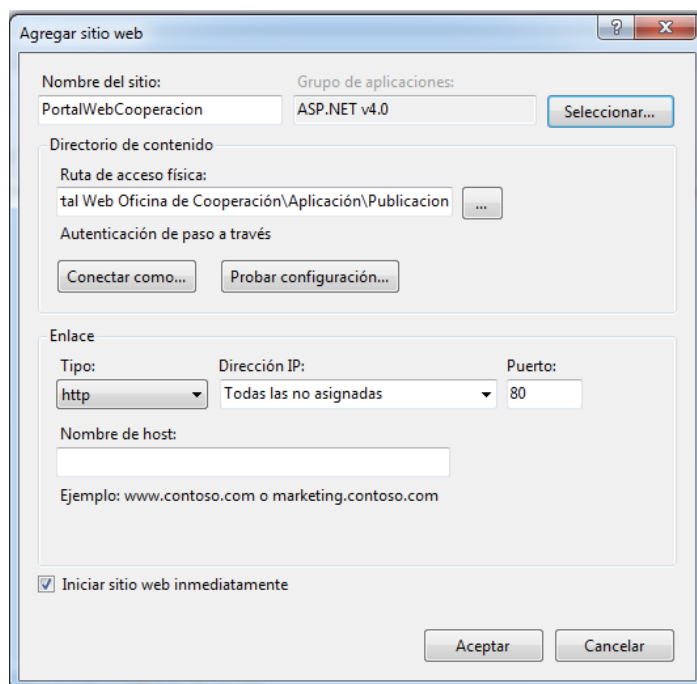 Agregar sitio web
Nombre del sitio: Grupo de aplicaciones:
PortalWebCooperacion ASP.NET v4.0 Seleccionar...
Directorio de contenido
Ruta de acceso física:
tal Web Oficina de Cooperación\Aplicación\Publicacion ...
Autenticación de paso a través
Conectar como... Probar configuración...
Enlace
Tipo: Dirección IP: Puerto:
http Todas las no asignadas 80
Nombre de host:
Ejemplo: www.contoso.com o marketing.contoso.com
Iniciar sitio web inmediatamente
Aceptar Cancelar